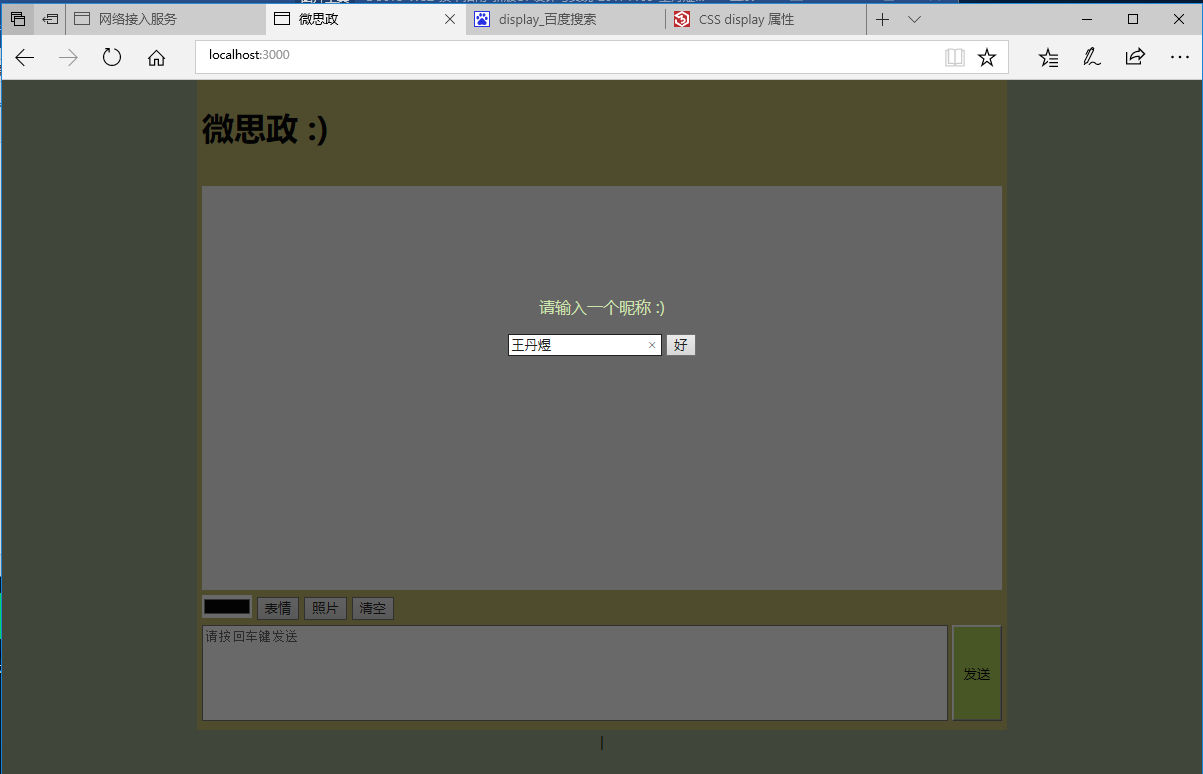 网络接入服务
微思政
display_百度搜索
CSS display 属性
localhost:3000
微思政 :)
请输入一个昵称 :)
王丹煜
好
表情
照片
清空
请按回车键发送
发送